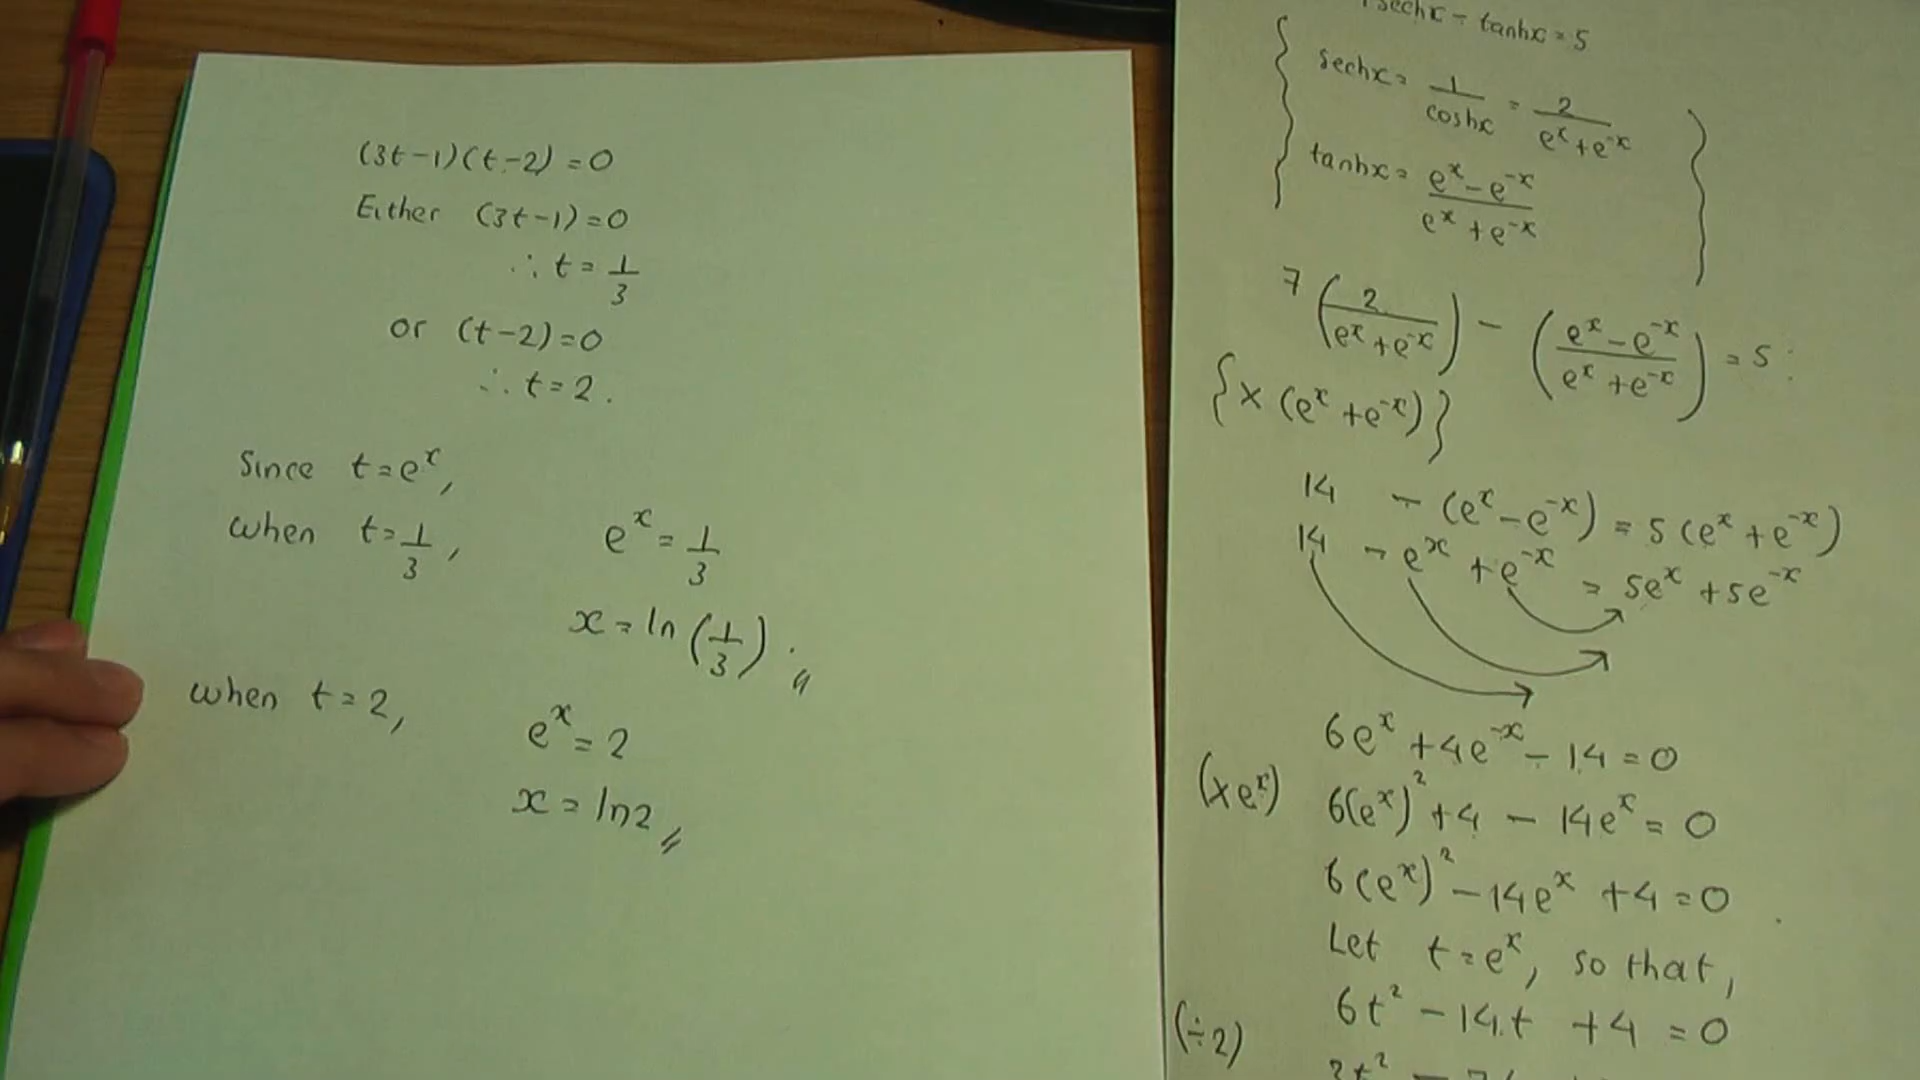 (3t-1)(t-2) = 0
Either (3t-1) = 0
∴ t = 1/3
or (t-2) = 0
∴ t = 2.
Since t = e^x,
when t = 1/3, e^x = 1/3
x = ln(1/3).
when t = 2, e^x = 2
x = ln2
sechx - tanhx = 5
{ sechx = 1/coshx = 2/(e^x + e^-x)
tanhx = (e^x - e^-x)/(e^x + e^-x) }
7(2/(e^x + e^-x)) - ((e^x - e^-x)/(e^x + e^-x)) = 5
{× (e^x + e^-x)}
14 - (e^x - e^-x) = 5(e^x + e^-x)
14 - e^x + e^-x = 5e^x + 5e^-x
6e^x + 4e^-x - 14 = 0
(×e^x) 6(e^x)^2 + 4 - 14e^x = 0
6(e^x)^2 - 14e^x + 4 = 0
Let t = e^x, so that,
6t^2 - 14t + 4 = 0
(÷2)